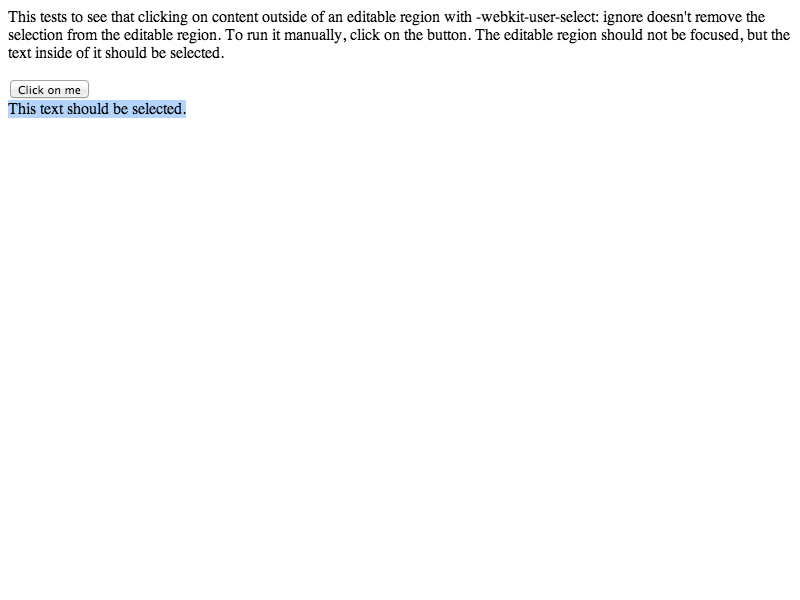 This tests to see that clicking on content outside of an editable region with -webkit-user-select: ignore doesn't remove the
selection from the editable region. To run it manually, click on the button. The editable region should not be focused, but the
text inside of it should be selected.
Click on me
This text should be selected.